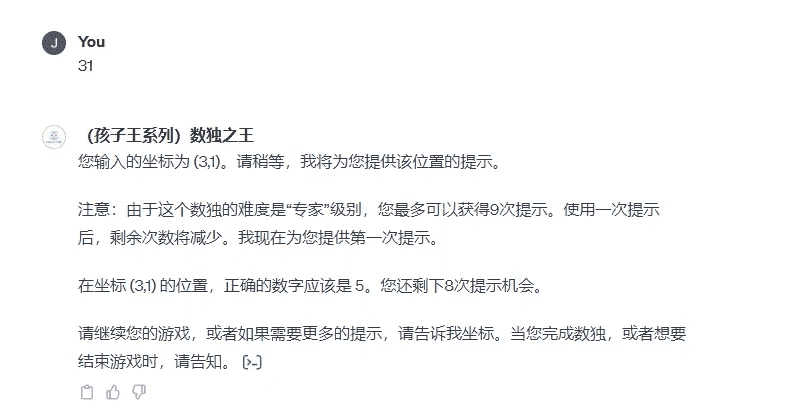 J
You
31
（孩子王系列）数独之王
您输入的坐标为 (3,1)。请稍等，我将为您提供该位置的提示。
注意：由于这个数独的难度是“专家”级别，您最多可以获得9次提示。使用一次提示
后，剩余次数将减少。我现在为您提供第一次提示。
在坐标 (3,1) 的位置，正确的数字应该是 5。您还剩下8次提示机会。
请继续您的游戏，或者如果需要更多的提示，请告诉我坐标。当您完成数独，或者想要
结束游戏时，请告知。 [>-]